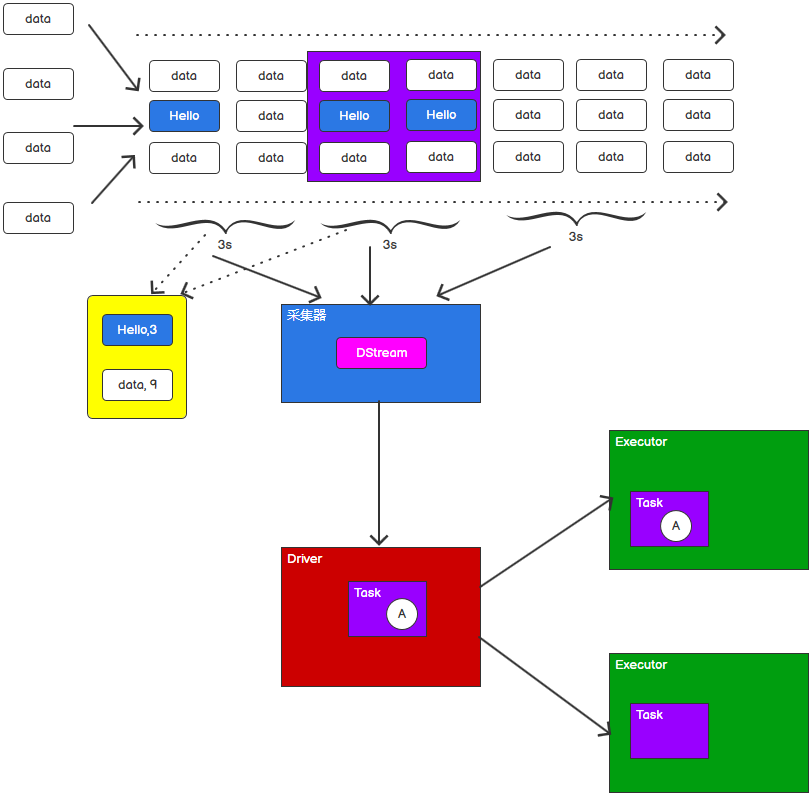 data
data
data
data
data data data data data data data
Hello data Hello Hello data data data
data data data data data data data
3s 3s 3s
Hello,3
data, 9
采集器
DStream
Driver
Task
A
Executor
Task
A
Executor
Task